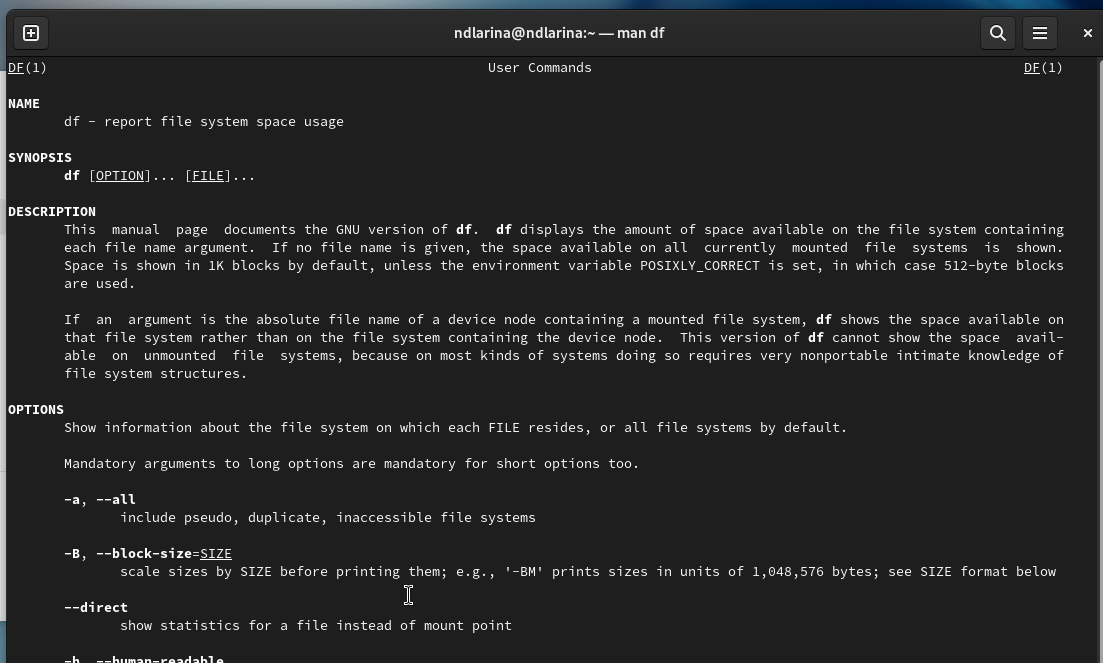 ndlarina@ndlarina:~ — man df
DF(1) User Commands DF(1)
NAME
df - report file system space usage
SYNOPSIS
df [OPTION]... [FILE]...
DESCRIPTION
This manual page documents the GNU version of df. df displays the amount of space available on the file system containing
each file name argument. If no file name is given, the space available on all currently mounted file systems is shown.
Space is shown in 1K blocks by default, unless the environment variable POSIXLY_CORRECT is set, in which case 512-byte blocks
are used.
If an argument is the absolute file name of a device node containing a mounted file system, df shows the space available on
that file system rather than on the file system containing the device node. This version of df cannot show the space avail-
able on unmounted file systems, because on most kinds of systems doing so requires very nonportable intimate knowledge of
file system structures.
OPTIONS
Show information about the file system on which each FILE resides, or all file systems by default.
Mandatory arguments to long options are mandatory for short options too.
-a, --all
include pseudo, duplicate, inaccessible file systems
-B, --block-size=SIZE
scale sizes by SIZE before printing them; e.g., '-BM' prints sizes in units of 1,048,576 bytes; see SIZE format below
--direct
show statistics for a file instead of mount point
-h, --human-readable